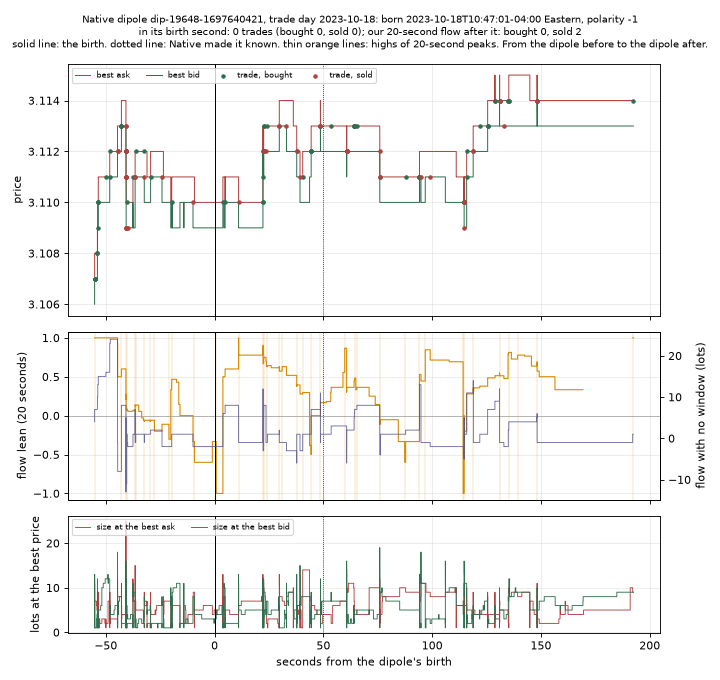 Native dipole dip-19648-1697640421, trade day 2023-10-18: born 2023-10-18T10:47:01-04:00 Eastern, polarity -1
in its birth second: 0 trades (bought 0, sold 0); our 20-second flow after it: bought 0, sold 2
solid line: the birth. dotted line: Native made it known. thin orange lines: highs of 20-second peaks. From the dipole before to the dipole after.
best ask best bid trade, bought trade, sold
3.114
3.112
3.110
3.108
3.106
price
1.0
0.5
0.0
−0.5
−1.0
flow lean (20 seconds)
20
10
0
−10
flow with no window (lots)
size at the best ask size at the best bid
20
10
0
lots at the best price
−50 0 50 100 150 200
seconds from the dipole's birth